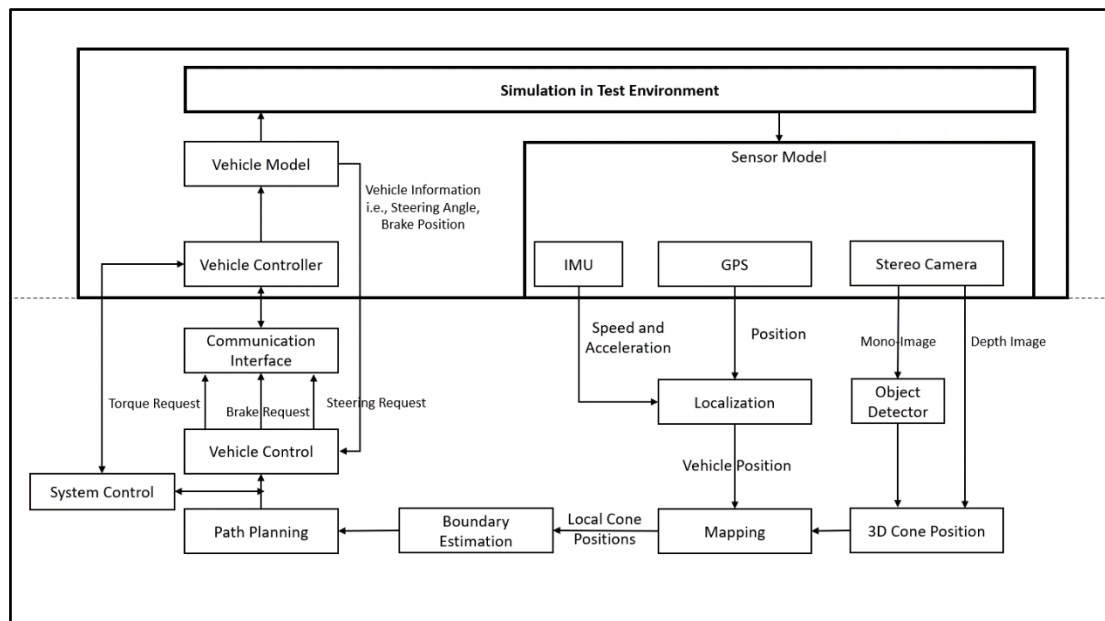 Simulation in Test Environment
Vehicle Model
Sensor Model
Vehicle Information
i.e., Steering Angle,
Brake Position
Vehicle Controller
IMU
GPS
Stereo Camera
Communication
Interface
Speed and
Acceleration
Position
Mono-Image
Depth Image
Torque Request
Brake Request
Steering Request
Localization
Object
Detector
Vehicle Control
Vehicle Position
System Control
Path Planning
Boundary
Estimation
Local Cone
Positions
Mapping
3D Cone Position